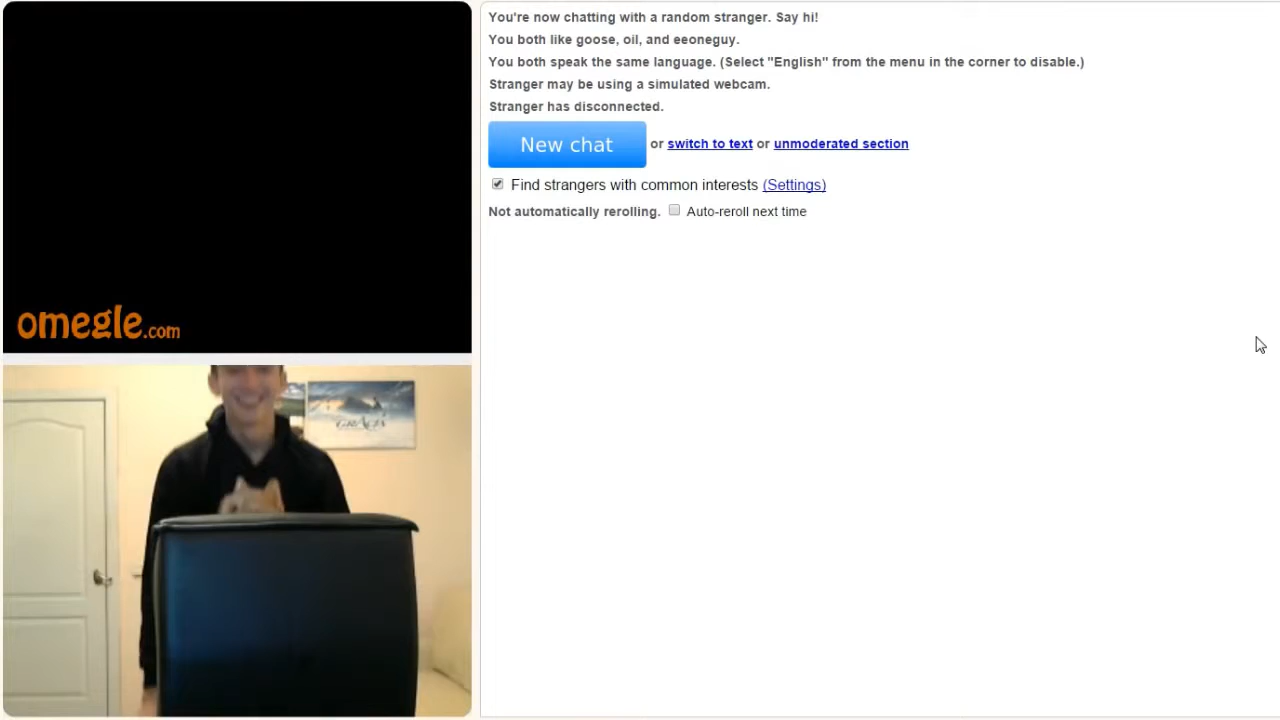 You're now chatting with a random stranger. Say hi!
You both like goose, oil, and eeoneguy.
You both speak the same language. (Select "English" from the menu in the corner to disable.)
Stranger may be using a simulated webcam.
Stranger has disconnected.
New chat or switch to text or unmoderated section
Find strangers with common interests (Settings)
Not automatically rerolling. Auto-reroll next time
omegle.com
GRACIA